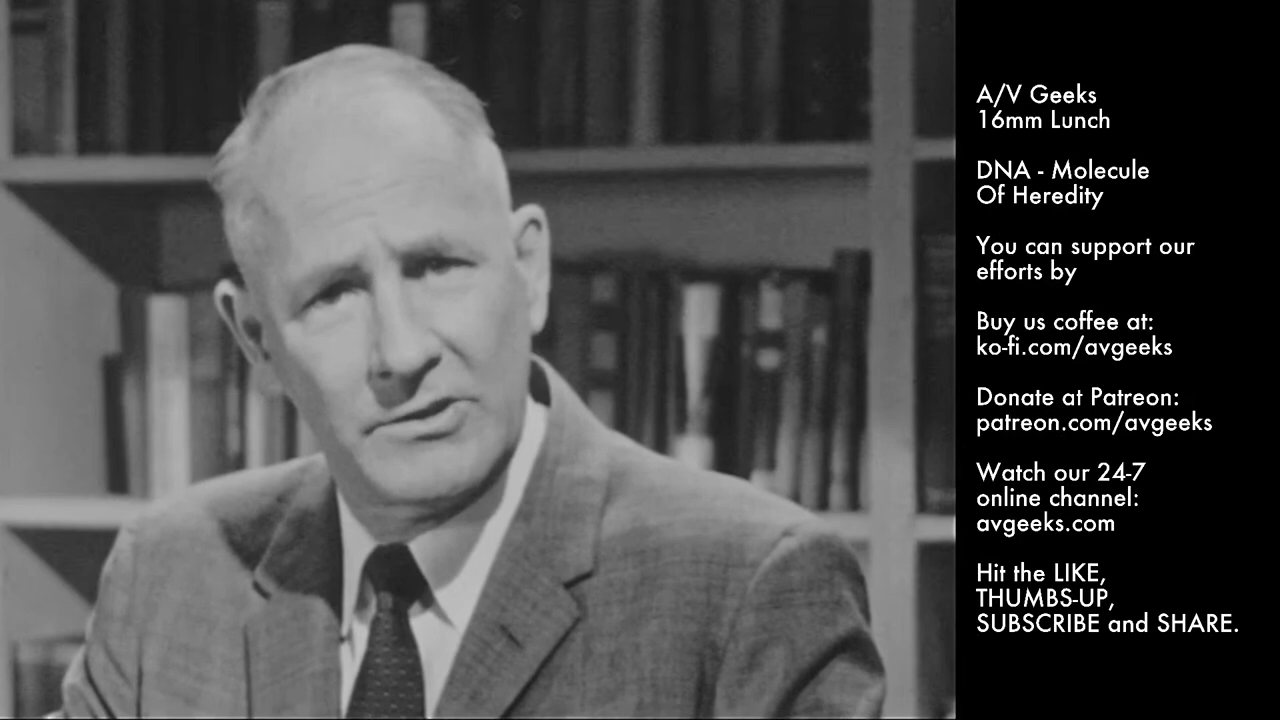 A/V Geeks
16mm Lunch
DNA - Molecule
Of Heredity
You can support our
efforts by
Buy us coffee at:
ko-fi.com/avgeeks
Donate at Patreon:
patreon.com/avgeeks
Watch our 24-7
online channel:
avgeeks.com
Hit the LIKE,
THUMBS-UP,
SUBSCRIBE and SHARE.